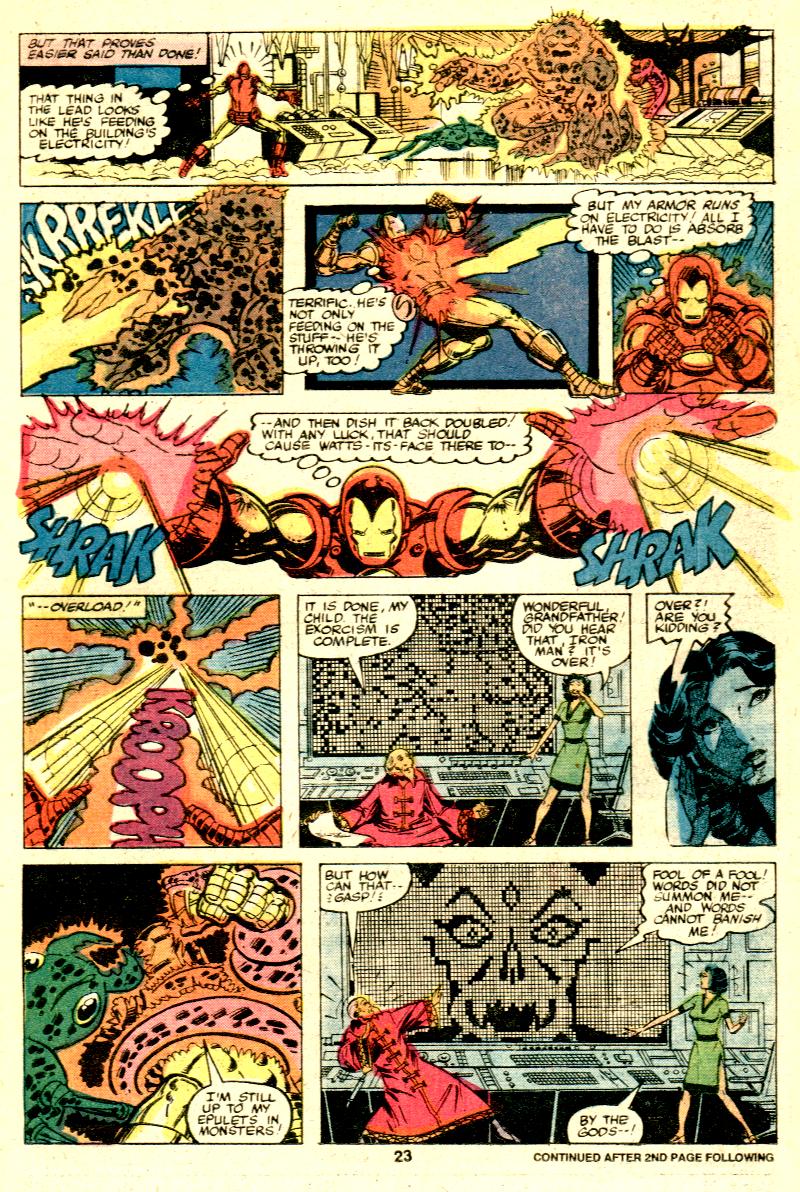 BUT THAT PROVES
EASIER SAID THAN DONE!
THAT THING IN
THE LEAD LOOKS
LIKE HE'S FEEDING
ON THE BUILDING'S
ELECTRICITY!
SKRREKLE
TERRIFIC. HE'S
NOT ONLY
FEEDING ON THE
STUFF-- HE'S
THROWING IT
UP, TOO!
BUT MY ARMOR RUNS
ON ELECTRICITY! ALL I
HAVE TO DO IS ABSORB
THE BLAST--
--AND THEN DISH IT BACK DOUBLED!
WITH ANY LUCK, THAT SHOULD
CAUSE WATTS-ITS-FACE THERE TO--
SHRAK
SHRAK
"--OVERLOAD!"
KROOPH
IT IS DONE, MY
CHILD. THE
EXORCISM IS
COMPLETE.
WONDERFUL,
GRANDFATHER!
DID YOU HEAR
THAT, IRON
MAN? IT'S
OVER!
OVER?!
ARE YOU
KIDDING?
I'M STILL
UP TO MY
EPULETS IN
MONSTERS!
BUT HOW
CAN THAT--
:GASP!:
FOOL OF A FOOL!
WORDS DID NOT
SUMMON ME--
AND WORDS
CANNOT BANISH
ME!
BY THE
GODS--!
23
CONTINUED AFTER 2ND PAGE FOLLOWING